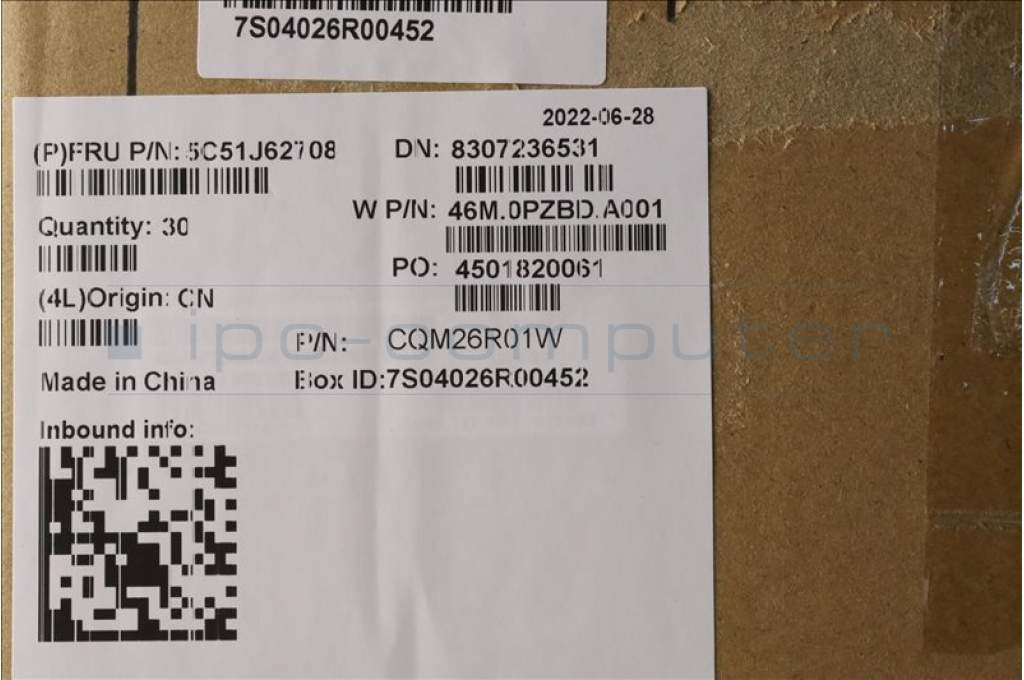 7S04026R00452
2022-06-28
(P)FRU P/N: 5C51J62708
DN: 8307236531
W P/N: 46M.0PZBD.A001
Quantity: 30
PO: 4501820061
(4L)Origin: CN
P/N: CQM26R01W
Made in China
Box ID:7S04026R00452
Inbound info:
ipo-computer